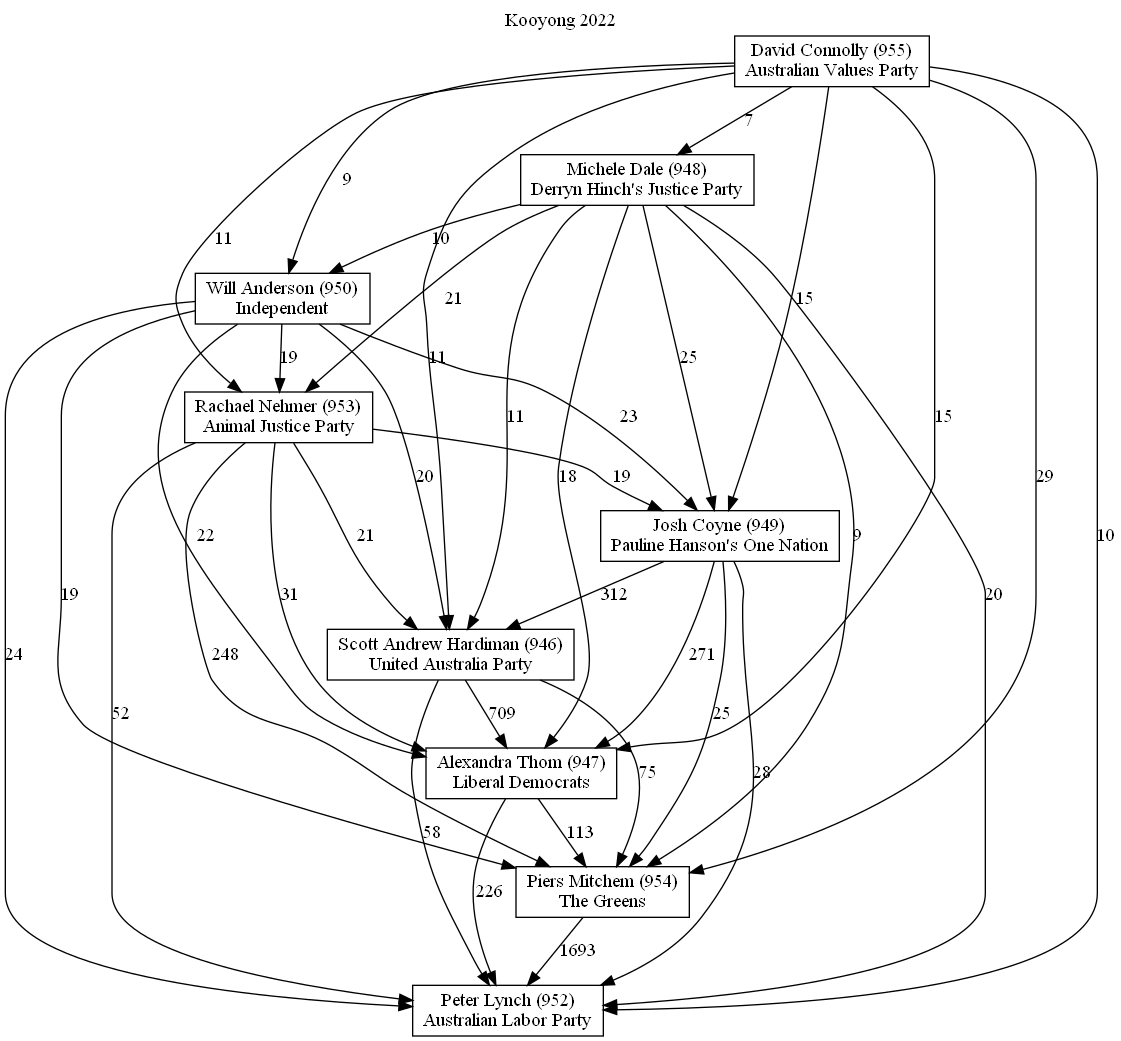 Kooyong 2022
David Connolly (955)
Australian Values Party
7
Michele Dale (948)
Derryn Hinch's Justice Party
9
11
10
Will Anderson (950)
Independent
21
15
19
11
25
Rachael Nehmer (953)
Animal Justice Party
11
23
15
20
18
19
29
Josh Coyne (949)
Pauline Hanson's One Nation
22
21
9
10
19
31
312
20
Scott Andrew Hardiman (946)
United Australia Party
24
248
271
52
709
25
Alexandra Thom (947)
Liberal Democrats
75
28
58
113
Piers Mitchem (954)
The Greens
226
1693
Peter Lynch (952)
Australian Labor Party